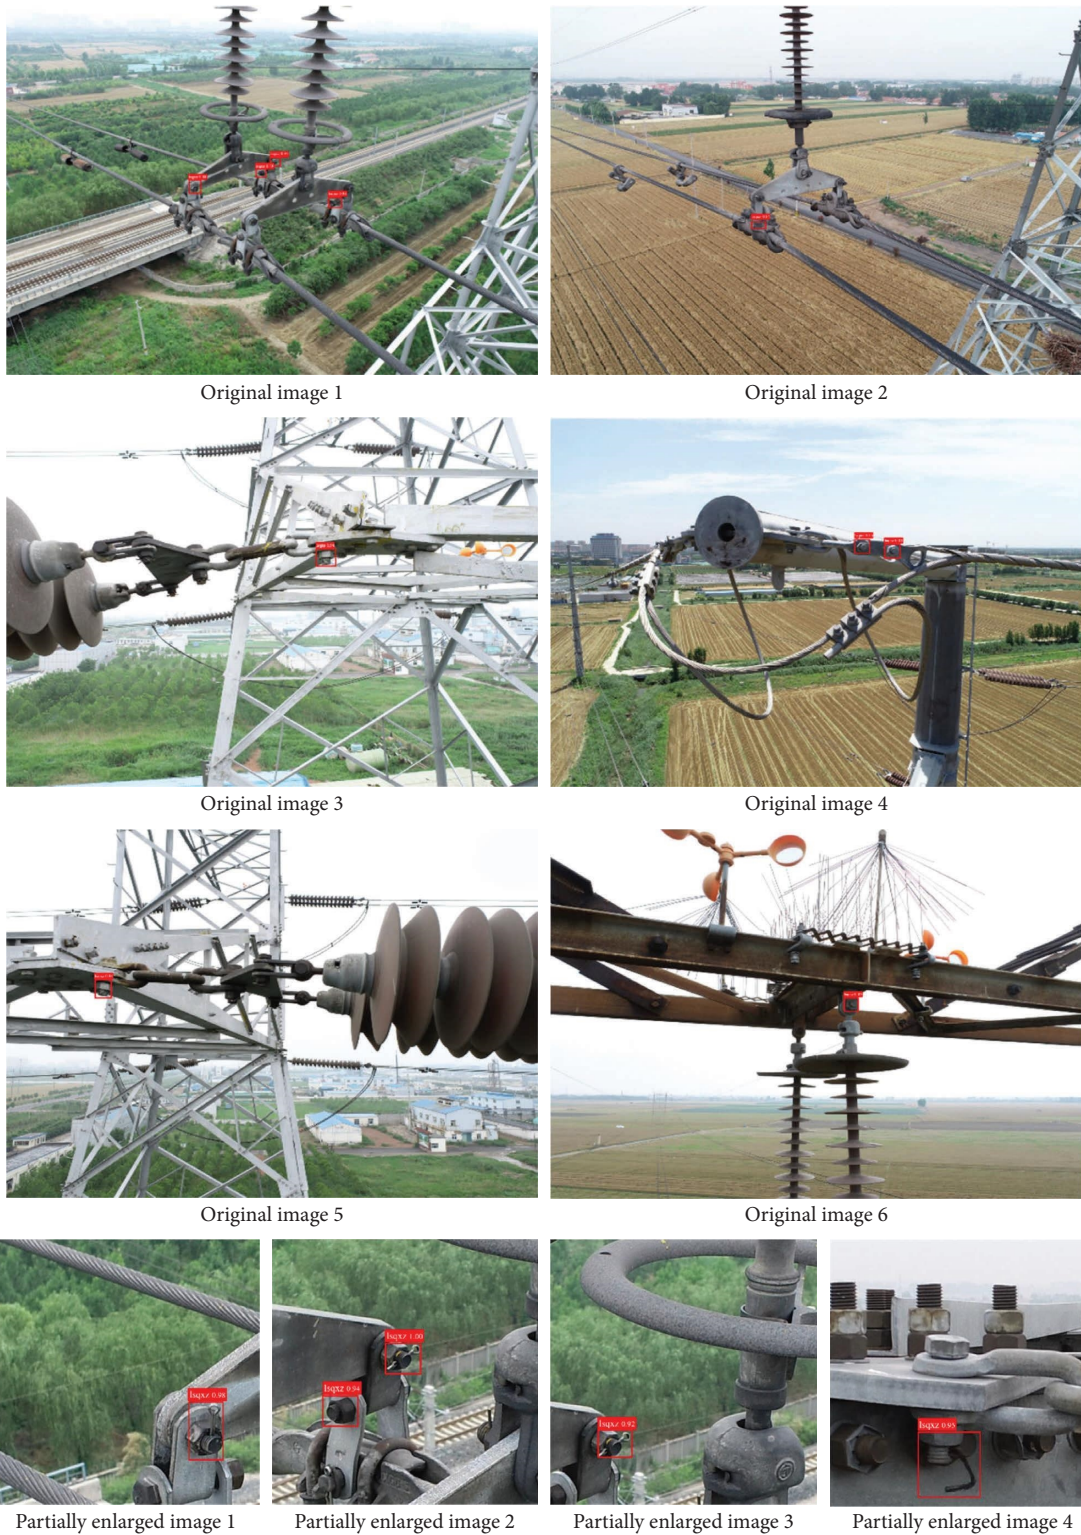 Original image 1
Original image 2
Original image 3
Original image 4
Original image 5
Original image 6
lsqxz 0.98
lsqxz 1.00
lsqxz 0.94
lsqxz 0.92
lsqxz 0.95
Partially enlarged image 1
Partially enlarged image 2
Partially enlarged image 3
Partially enlarged image 4